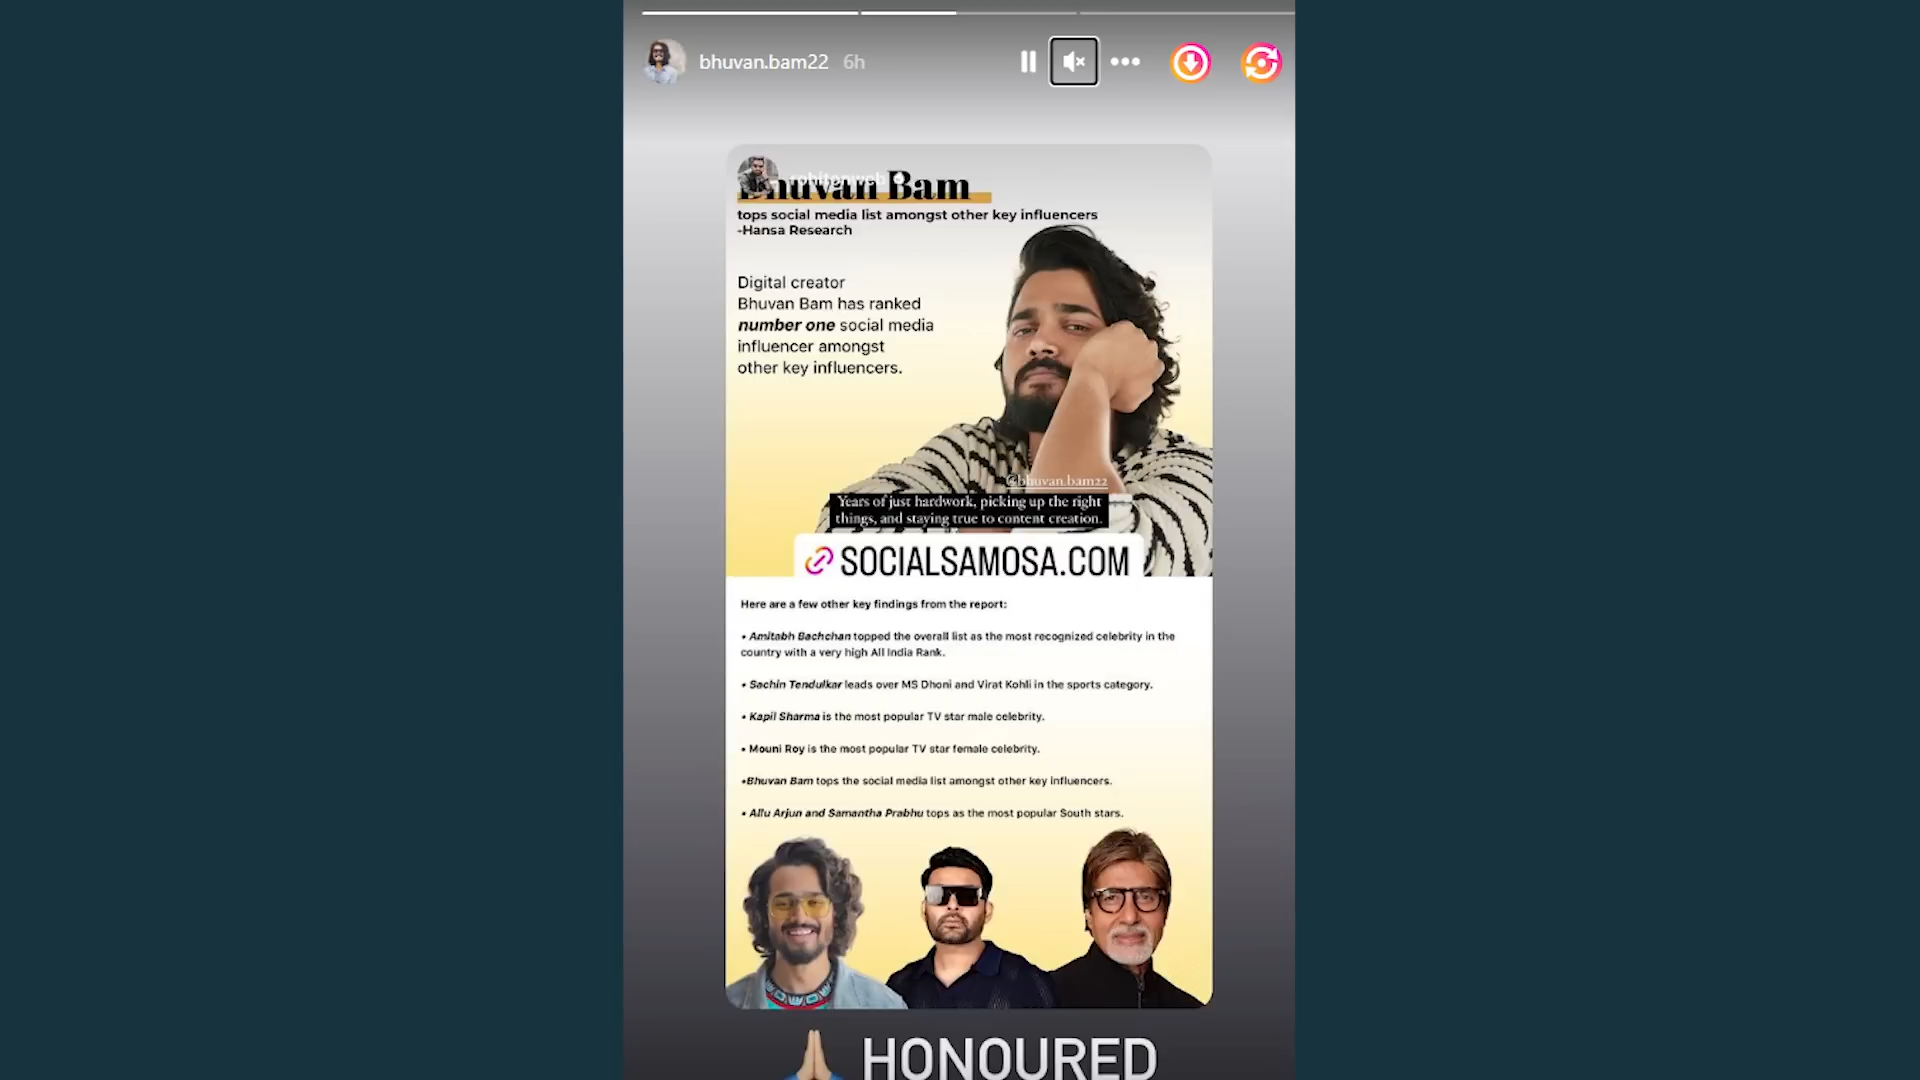 bhuvan.bam22 6h
Bhuvan Bam
tops social media list amongst other key influencers
-Hansa Research
Digital creator
Bhuvan Bam has ranked
number one social media
influencer amongst
other key influencers.
@bhuvan.bam22
Years of just hardwork, picking up the right
things, and staying true to content creation.
SOCIALSAMOSA.COM
Here are a few other key findings from the report:
• Amitabh Bachchan topped the overall list as the most recognized celebrity in the
country with a very high All India Rank.
• Sachin Tendulkar leads over MS Dhoni and Virat Kohli in the sports category.
• Kapil Sharma is the most popular TV star male celebrity.
• Mouni Roy is the most popular TV star female celebrity.
•Bhuvan Bam tops the social media list amongst other key influencers.
• Allu Arjun and Samantha Prabhu tops as the most popular South stars.
🙏🏼 HONOURED